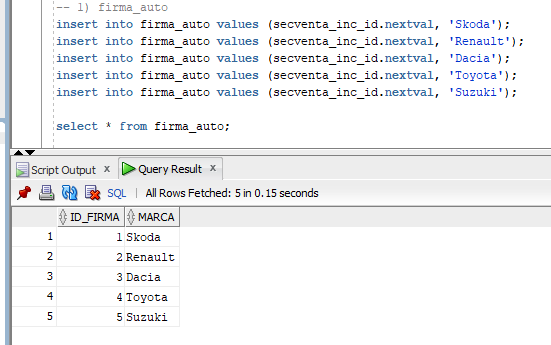 -- 1) firma_auto
insert into firma_auto values (secventa_inc_id.nextval, 'Skoda');
insert into firma_auto values (secventa_inc_id.nextval, 'Renault');
insert into firma_auto values (secventa_inc_id.nextval, 'Dacia');
insert into firma_auto values (secventa_inc_id.nextval, 'Toyota');
insert into firma_auto values (secventa_inc_id.nextval, 'Suzuki');
select * from firma_auto;
Script Output x Query Result x
SQL | All Rows Fetched: 5 in 0.15 seconds
ID_FIRMA MARCA
1 1 Skoda
2 2 Renault
3 3 Dacia
4 4 Toyota
5 5 Suzuki